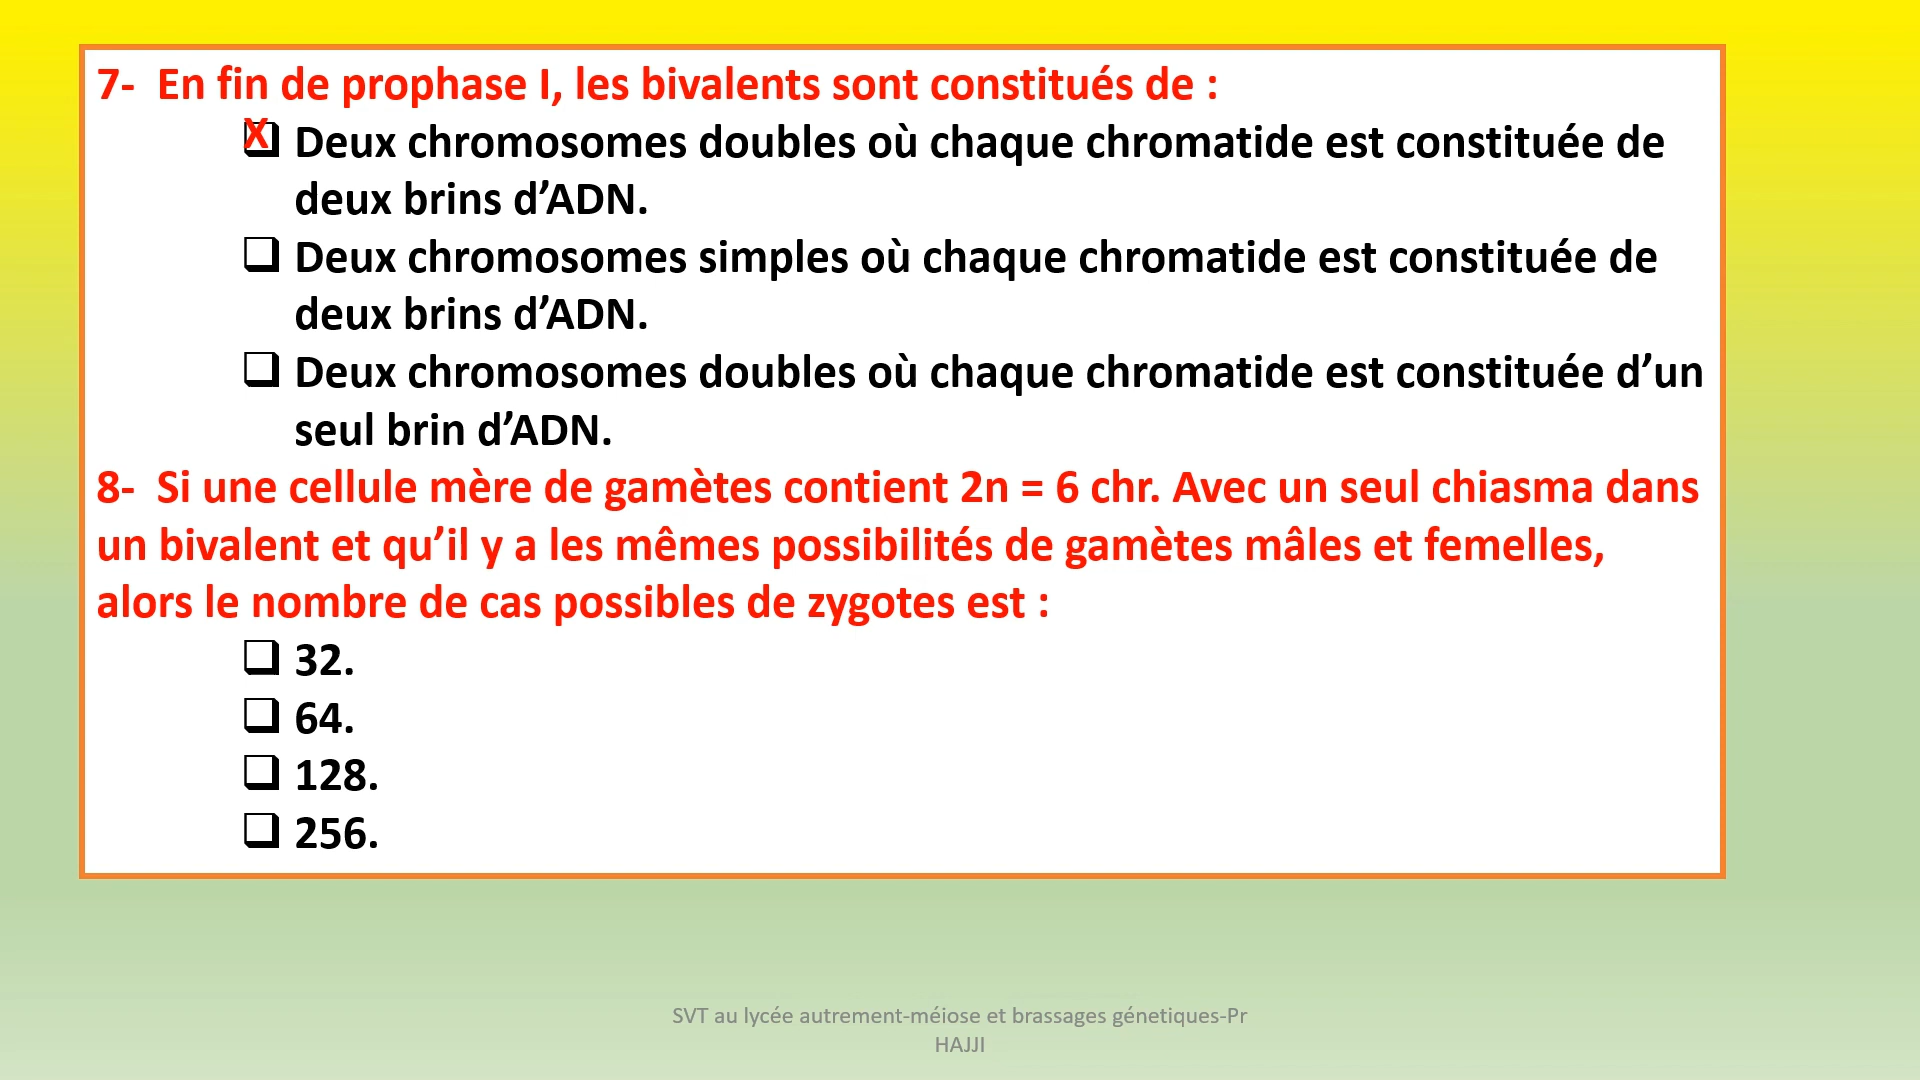 7- En fin de prophase I, les bivalents sont constitués de :
X Deux chromosomes doubles où chaque chromatide est constituée de
deux brins d’ADN.
❑ Deux chromosomes simples où chaque chromatide est constituée de
deux brins d’ADN.
❑ Deux chromosomes doubles où chaque chromatide est constituée d’un
seul brin d’ADN.
8- Si une cellule mère de gamètes contient 2n = 6 chr. Avec un seul chiasma dans
un bivalent et qu’il y a les mêmes possibilités de gamètes mâles et femelles,
alors le nombre de cas possibles de zygotes est :
❑ 32.
❑ 64.
❑ 128.
❑ 256.
SVT au lycée autrement-méiose et brassages génetiques-Pr
HAJJI